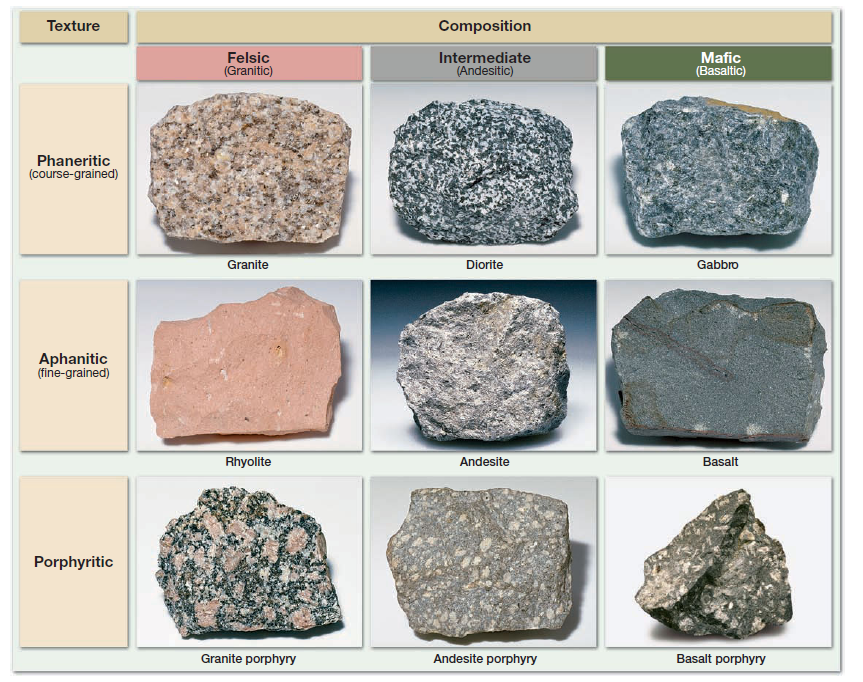 Texture
Composition
Felsic
(Granitic)
Intermediate
(Andesitic)
Mafic
(Basaltic)
Phaneritic
(course-grained)
Granite
Diorite
Gabbro
Aphanitic
(fine-grained)
Rhyolite
Andesite
Basalt
Porphyritic
Granite porphyry
Andesite porphyry
Basalt porphyry